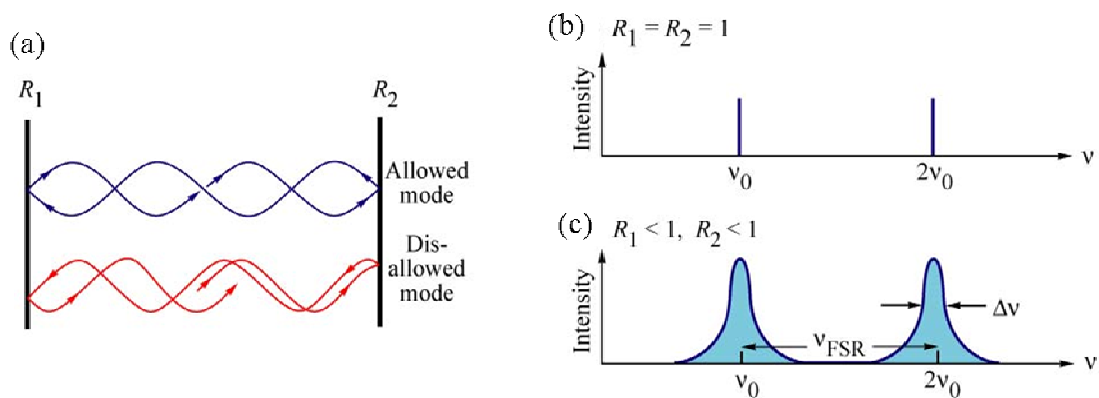 (a)
R1
R2
Allowed
mode
Dis-
allowed
mode
(b)
R1 = R2 = 1
Intensity
ν0
2ν0
ν
(c)
R1 < 1, R2 < 1
Intensity
Δν
νFSR
ν0
2ν0
ν